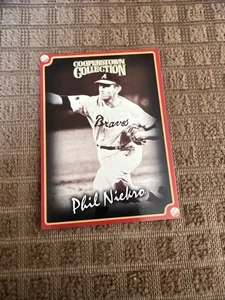 COOPERSTOWN
COLLECTION
A
Braves
Phil Niekro